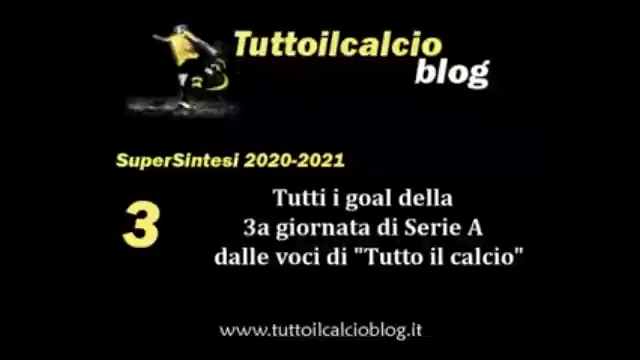 Tuttoilcalcio
blog
SuperSintesi 2020-2021
3
Tutti i goal della
3a giornata di Serie A
dalle voci di "Tutto il calcio"
www.tuttoilcalcioblog.it